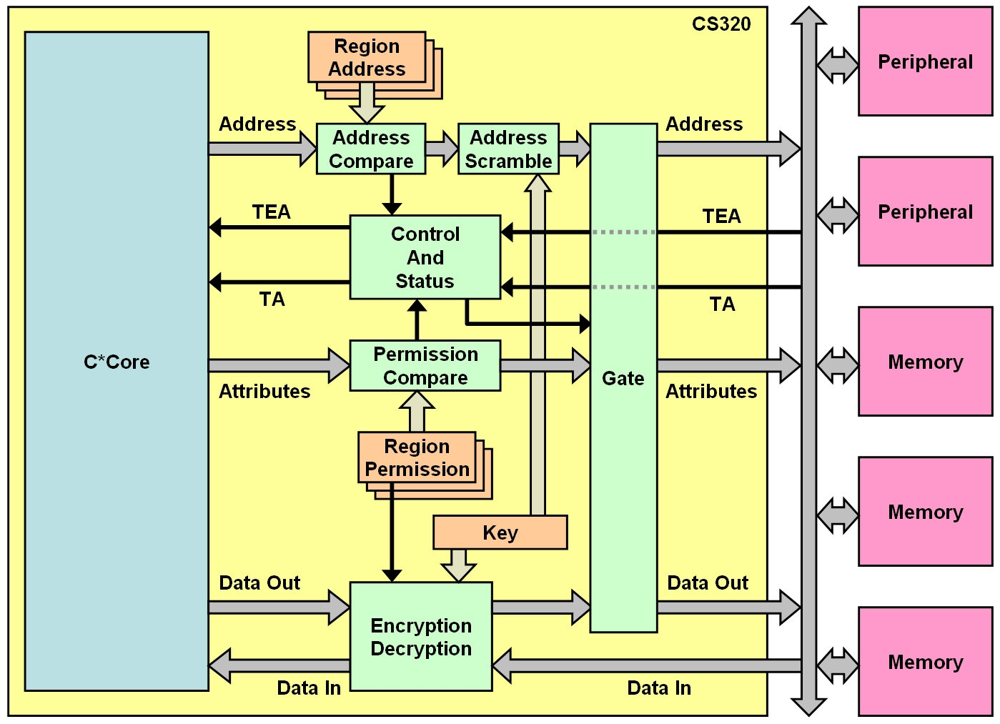 CS320
Region
Address
Peripheral
Address
Address
Compare
Address
Scramble
Address
TEA
TEA
Peripheral
Control
And
Status
TA
TA
C*Core
Permission
Compare
Gate
Memory
Attributes
Attributes
Region
Permission
Key
Memory
Data Out
Data Out
Encryption
Decryption
Memory
Data In
Data In